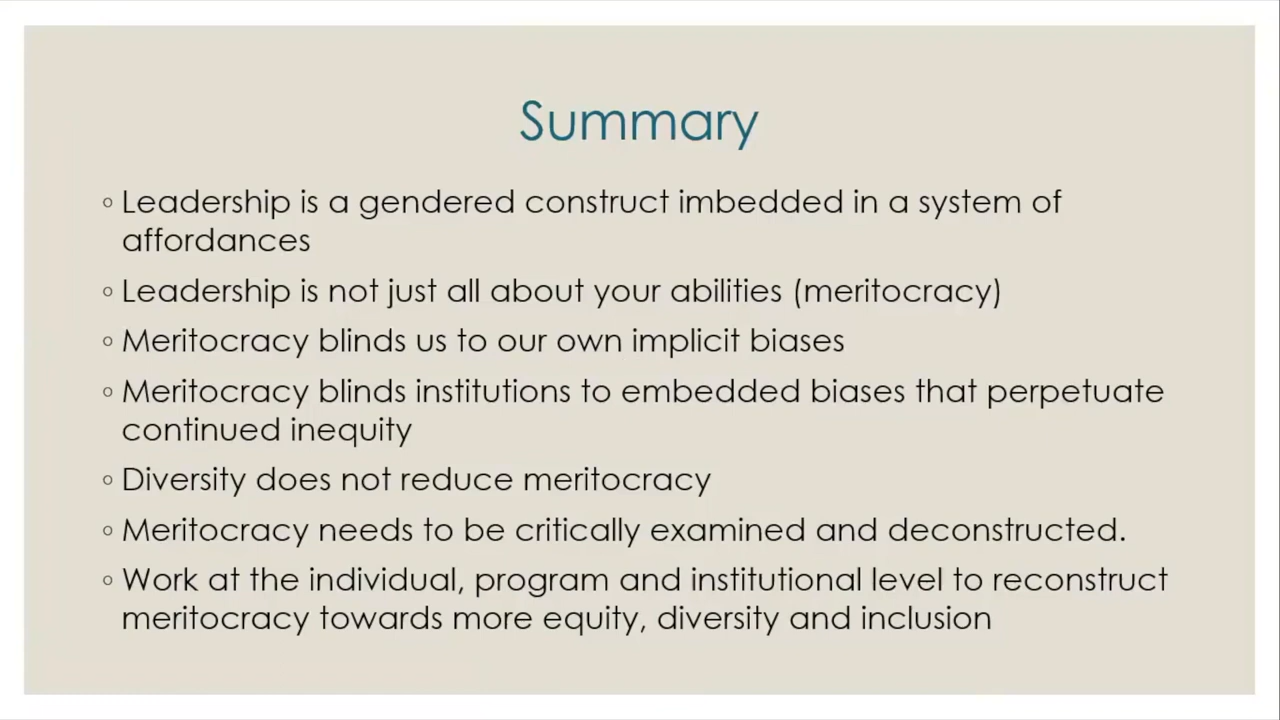 Summary
◦ Leadership is a gendered construct imbedded in a system of
affordances
◦ Leadership is not just all about your abilities (meritocracy)
◦ Meritocracy blinds us to our own implicit biases
◦ Meritocracy blinds institutions to embedded biases that perpetuate
continued inequity
◦ Diversity does not reduce meritocracy
◦ Meritocracy needs to be critically examined and deconstructed.
◦ Work at the individual, program and institutional level to reconstruct
meritocracy towards more equity, diversity and inclusion